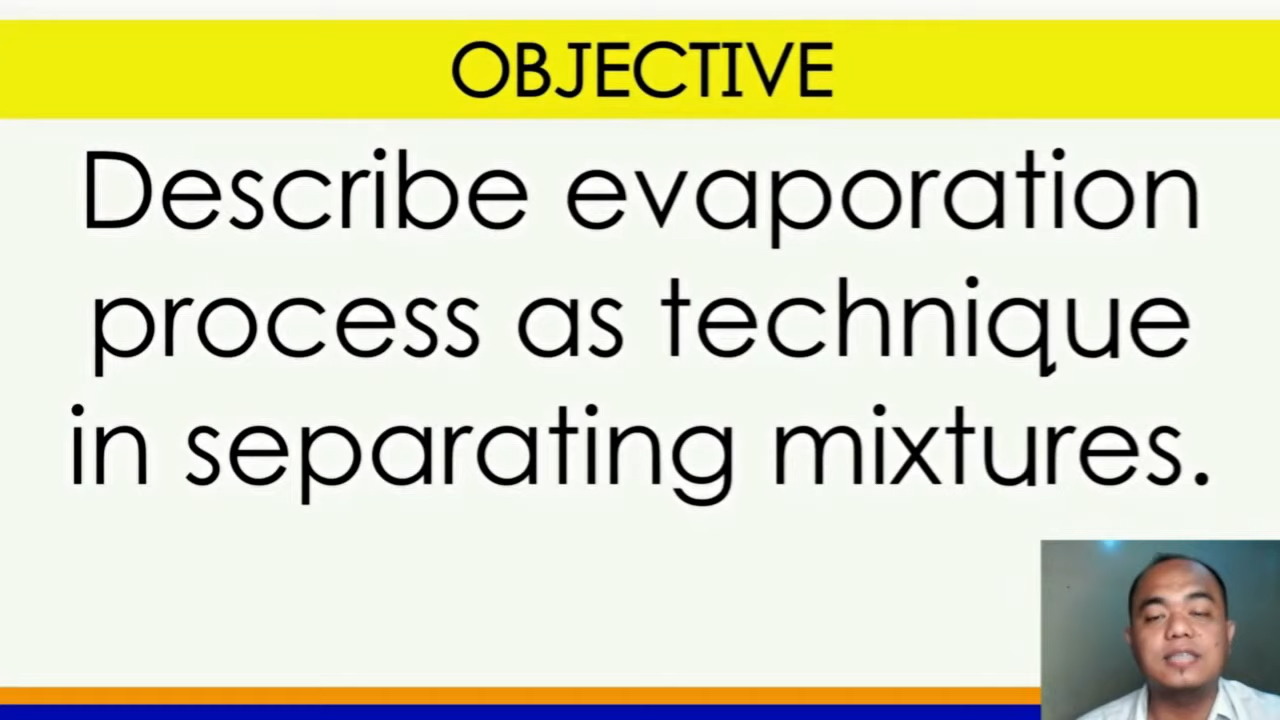 OBJECTIVE
Describe evaporation
process as technique
in separating mixtures.